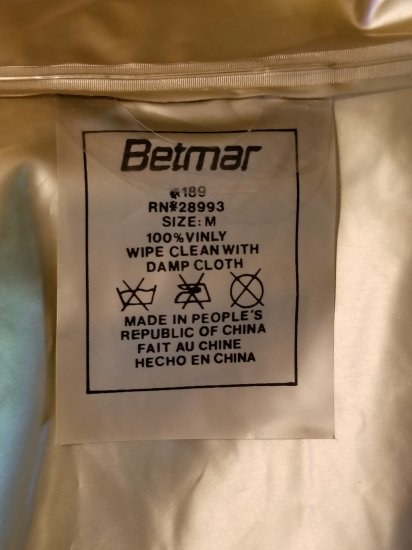 Betmar
#189
RN#28993
SIZE: M
100% VINLY
WIPE CLEAN WITH
DAMP CLOTH
MADE IN PEOPLE'S
REPUBLIC OF CHINA
FAIT AU CHINE
HECHO EN CHINA